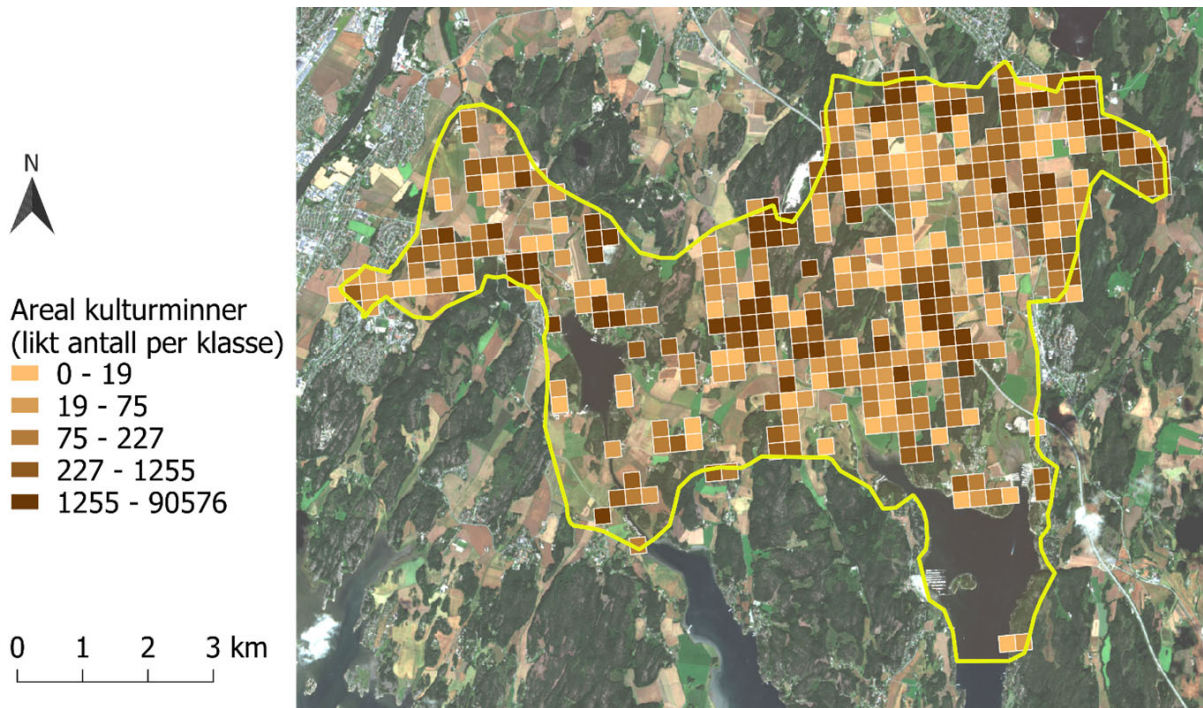 N
Areal kulturminner
(likt antall per klasse)
0 - 19
19 - 75
75 - 227
227 - 1255
1255 - 90576
0 1 2 3 km